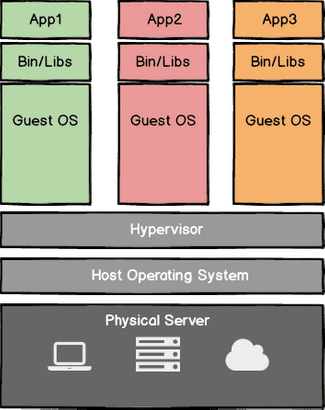 App1
App2
App3
Bin/Libs
Bin/Libs
Bin/Libs
Guest OS
Guest OS
Guest OS
Hypervisor
Host Operating System
Physical Server